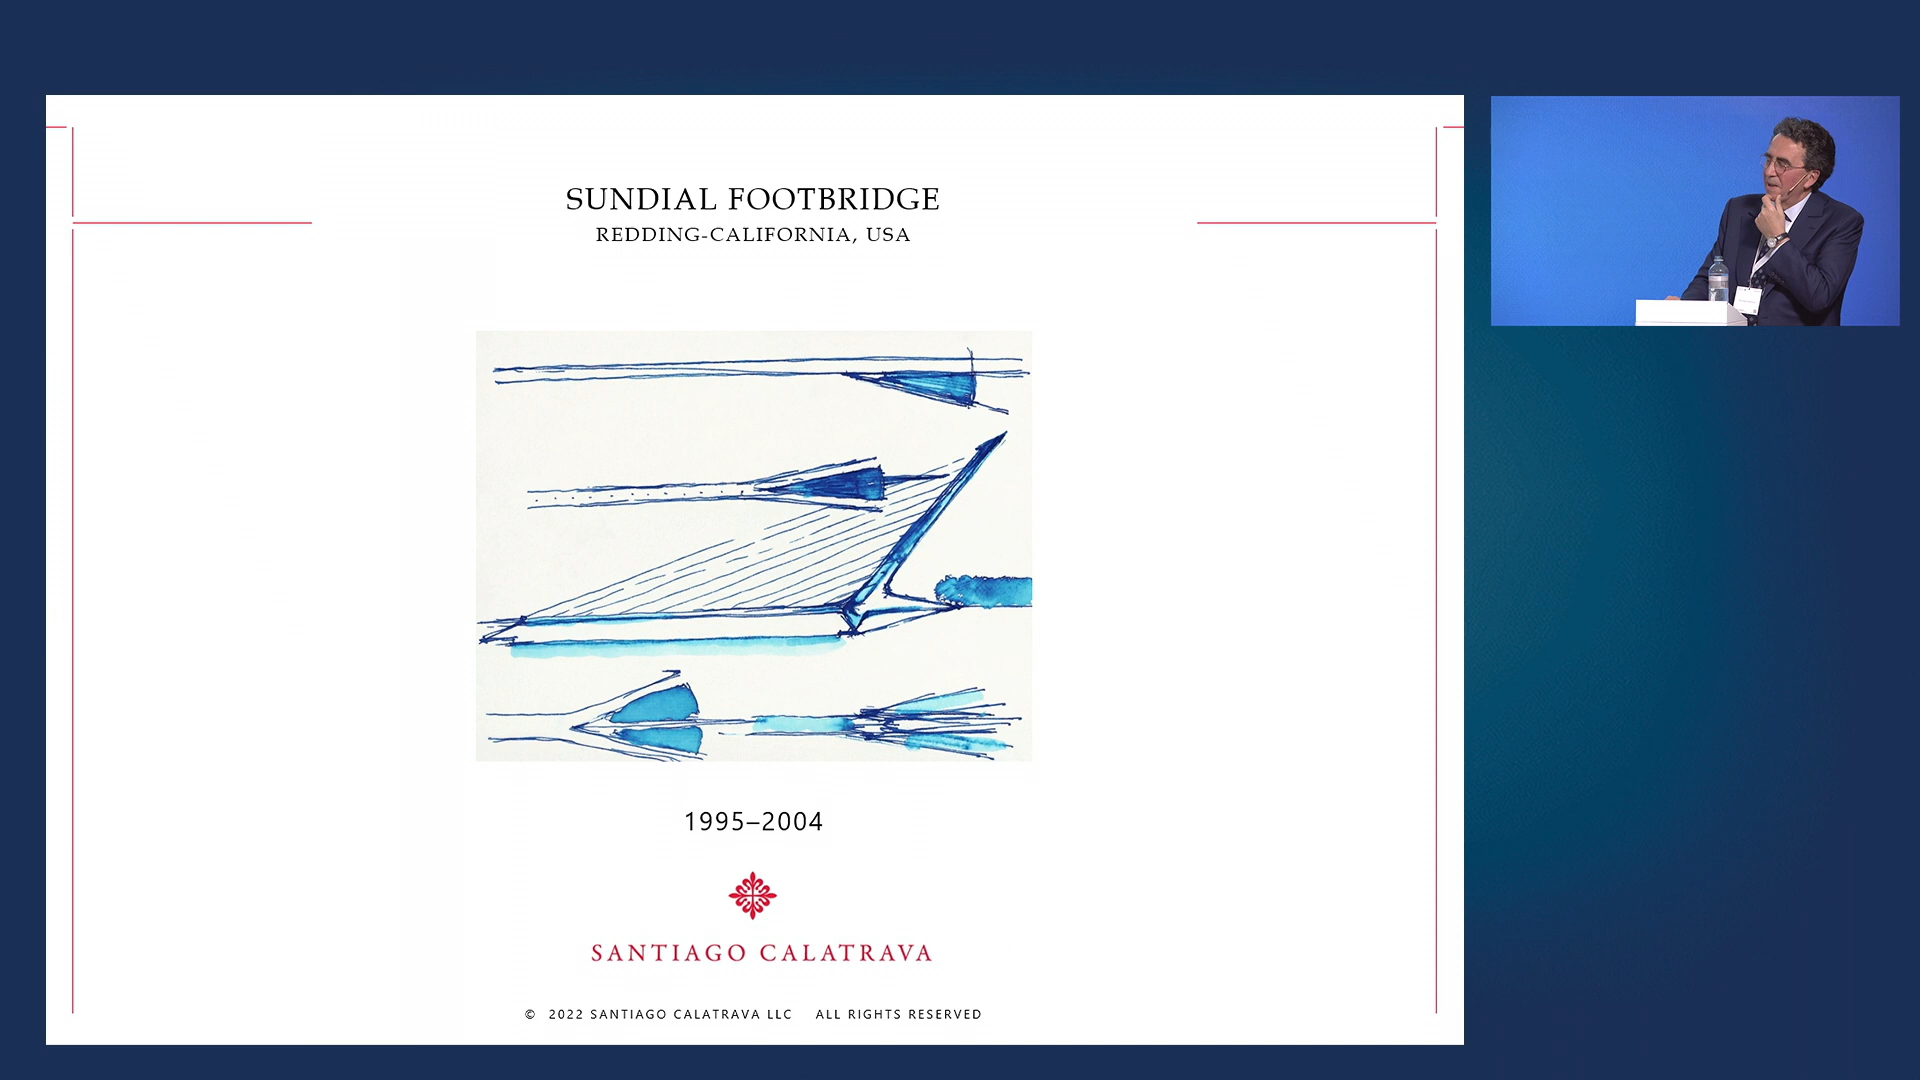 SUNDIAL FOOTBRIDGE
REDDING-CALIFORNIA, USA
1995–2004
SANTIAGO CALATRAVA
© 2022 SANTIAGO CALATRAVA LLC ALL RIGHTS RESERVED